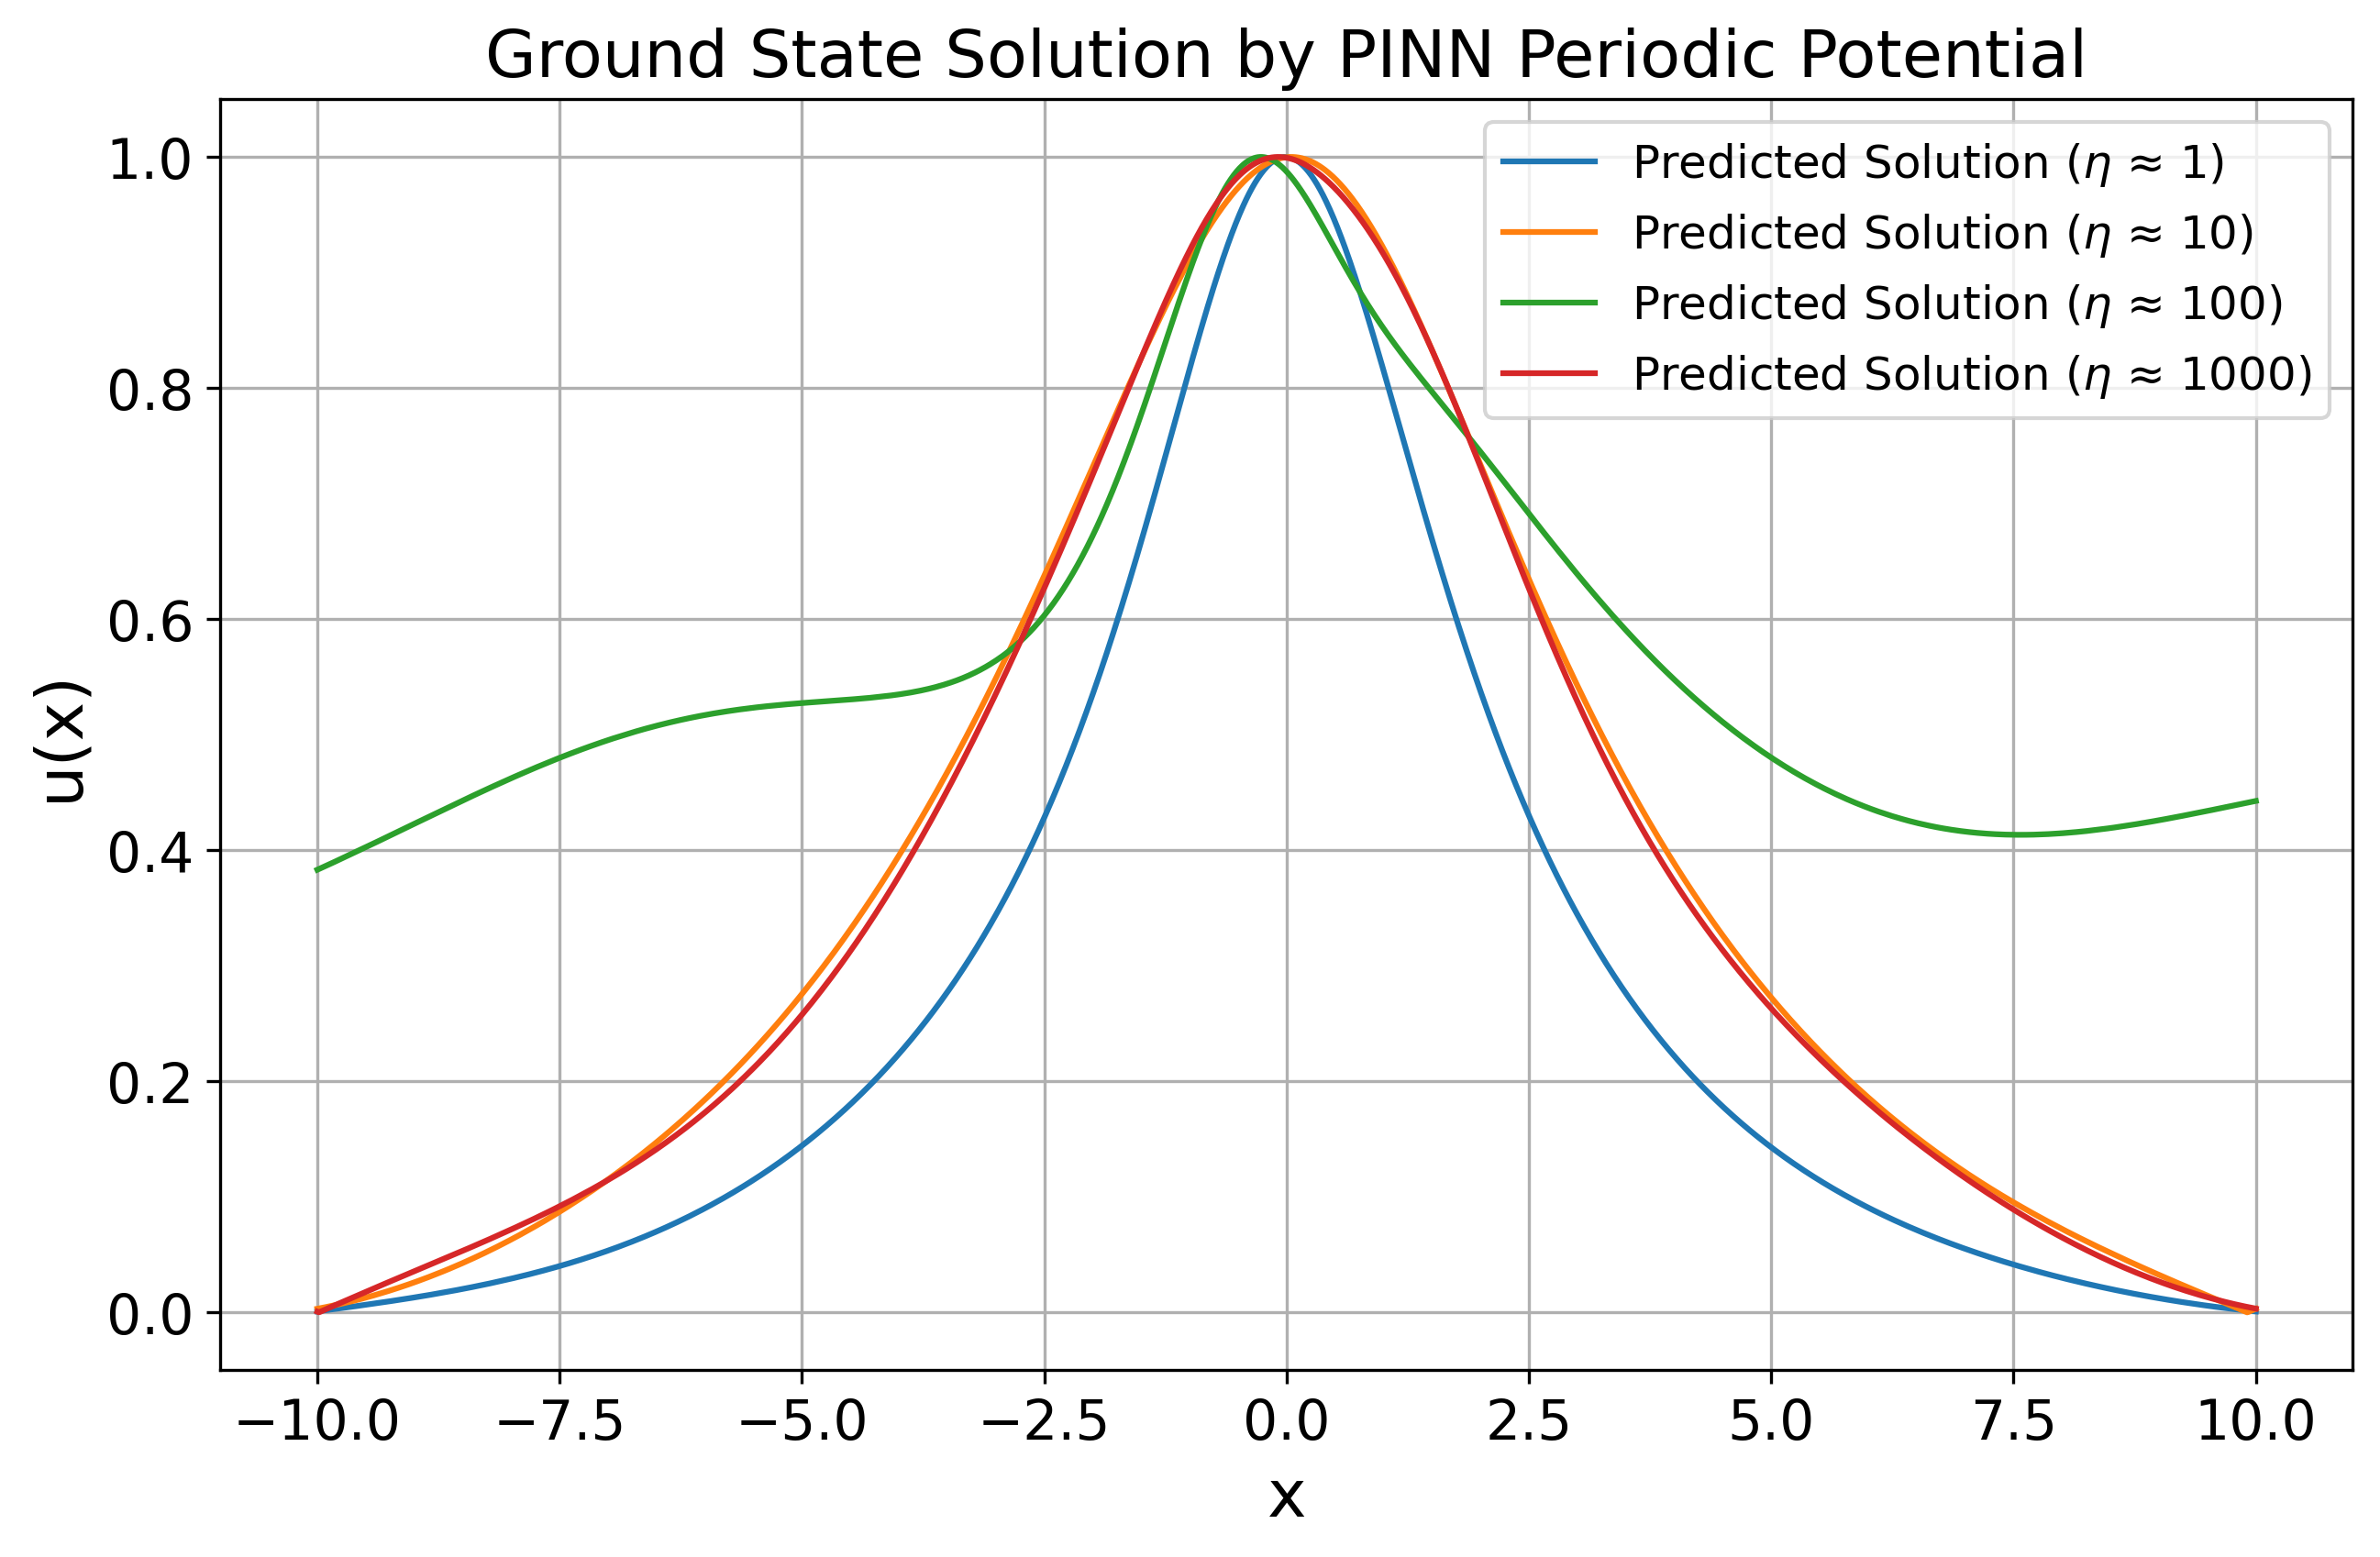 Ground State Solution by PINN Periodic Potential
Predicted Solution (η ≈ 1)
Predicted Solution (η ≈ 10)
Predicted Solution (η ≈ 100)
Predicted Solution (η ≈ 1000)
1.0
0.8
0.6
0.4
0.2
0.0
u(x)
−10.0 −7.5 −5.0 −2.5 0.0 2.5 5.0 7.5 10.0
x